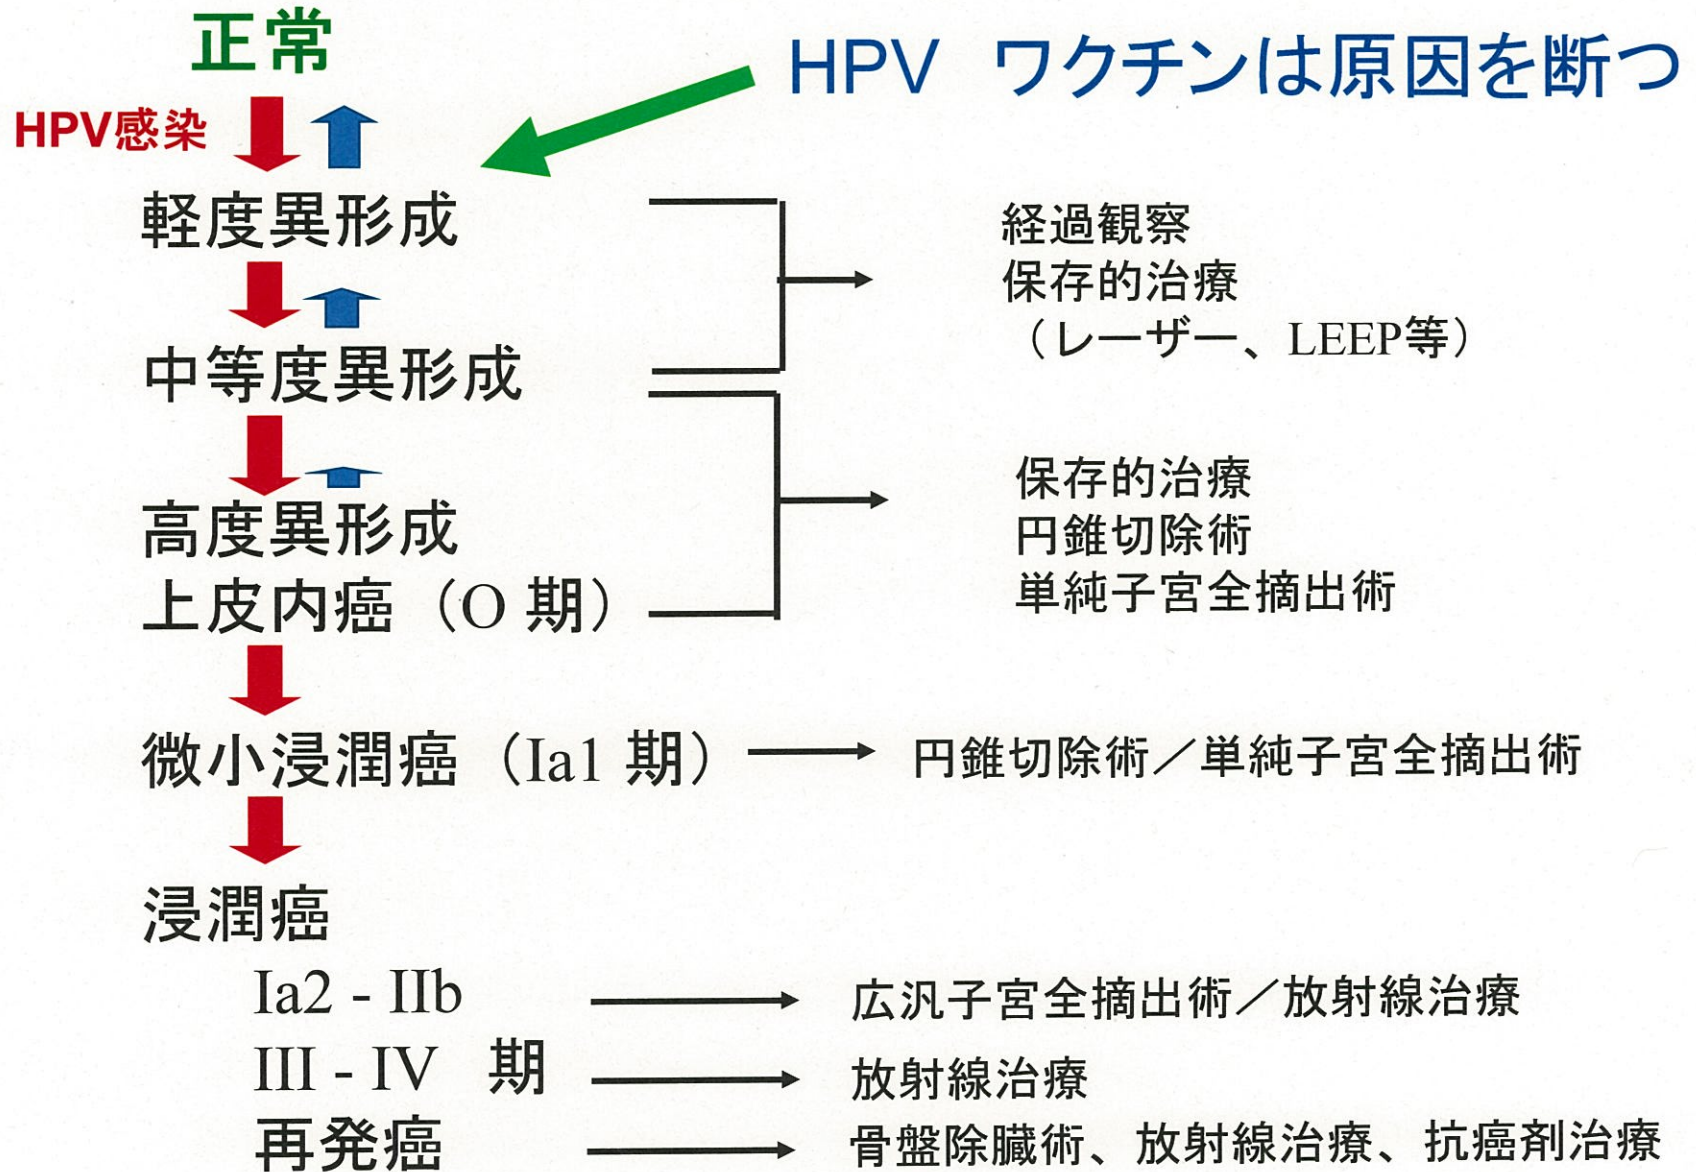 正常
HPV ワクチンは原因を断つ
HPV感染
軽度異形成
経過観察
保存的治療
（レーザー、LEEP等）
中等度異形成
高度異形成
保存的治療
円錐切除術
単純子宮全摘出術
上皮内癌（O 期）
微小浸潤癌（Ia1 期）
円錐切除術／単純子宮全摘出術
浸潤癌
Ia2 - IIb
広汎子宮全摘出術／放射線治療
III - IV 期
放射線治療
再発癌
骨盤除臓術、放射線治療、抗癌剤治療